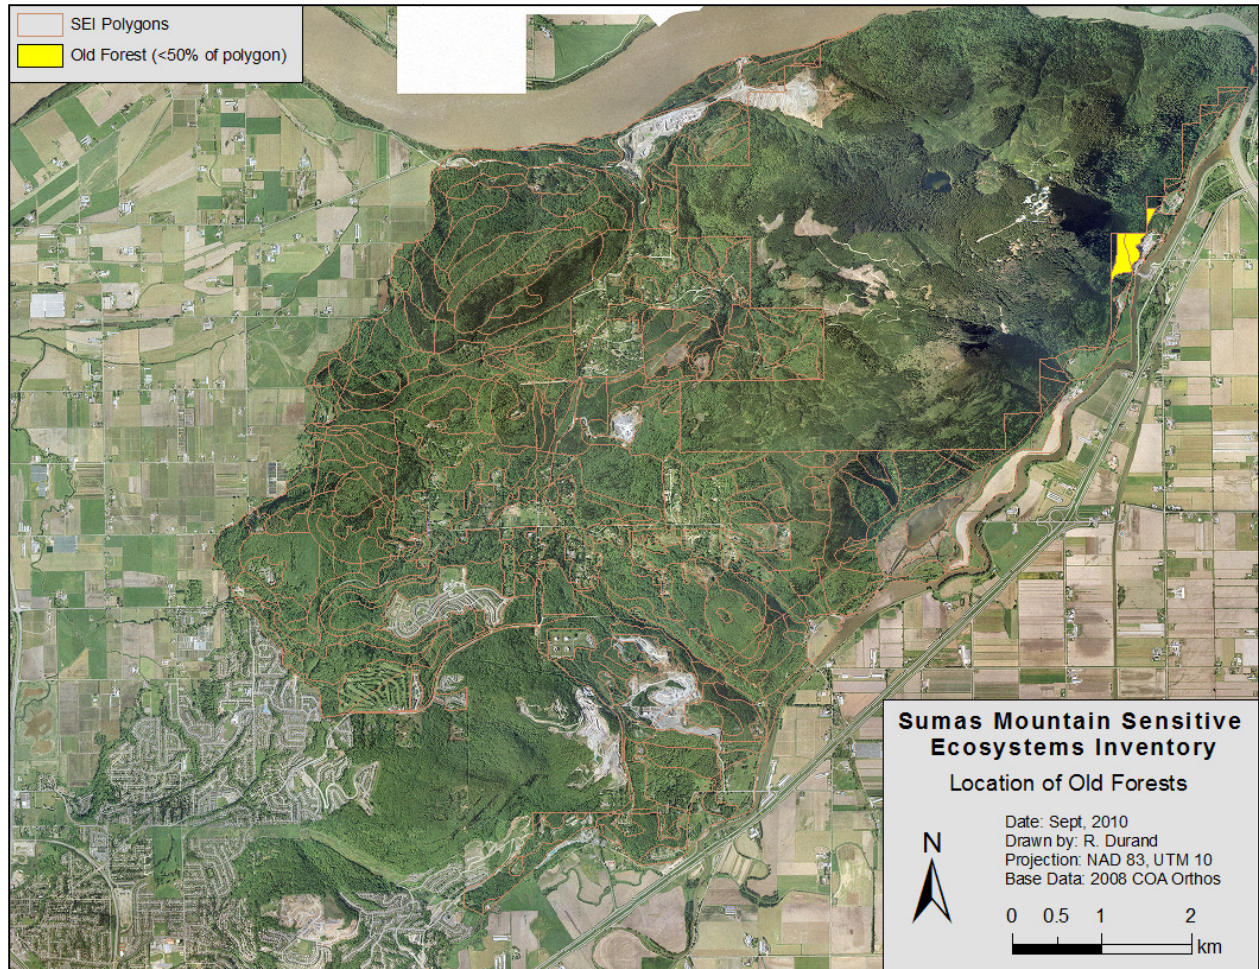 SEI Polygons
Old Forest (<50% of polygon)
Sumas Mountain Sensitive
Ecosystems Inventory
Location of Old Forests
Date: Sept, 2010
Drawn by: R. Durand
Projection: NAD 83, UTM 10
Base Data: 2008 COA Orthos
N
0 0.5 1 2
km